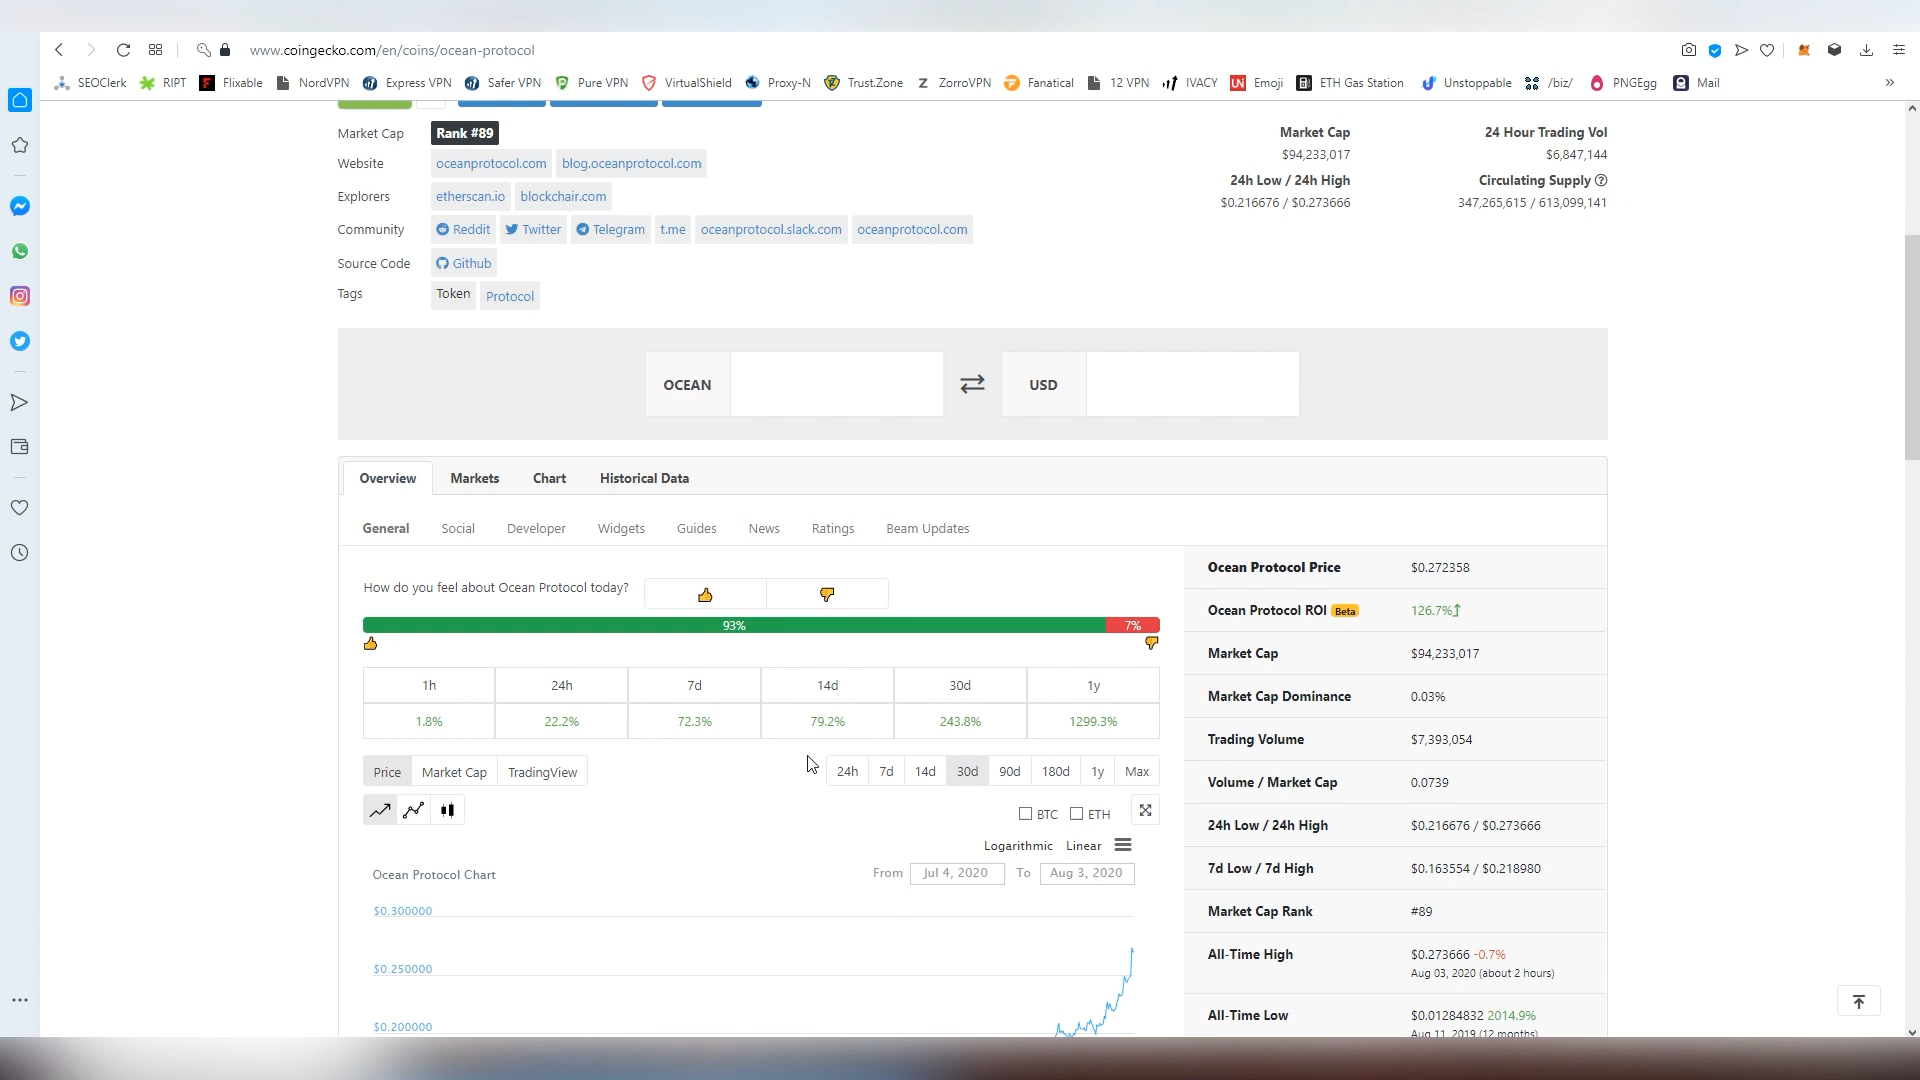 www.coingecko.com/en/coins/ocean-protocol
SEOClerk RIPT Flixable NordVPN Express VPN Safer VPN Pure VPN VirtualShield Proxy-N Trust.Zone Z ZorroVPN Fanatical 12 VPN IVACY UN Emoji ETH Gas Station Unstoppable /biz/ PNGEgg Mail »
Market Cap Rank #89
Website oceanprotocol.com blog.oceanprotocol.com
Explorers etherscan.io blockchair.com
Community Reddit Twitter Telegram t.me oceanprotocol.slack.com oceanprotocol.com
Source Code Github
Tags Token Protocol
Market Cap 24 Hour Trading Vol
$94,233,017 $6,847,144
24h Low / 24h High Circulating Supply ?
$0.216676 / $0.273666 347,265,615 / 613,099,141
OCEAN USD
Overview Markets Chart Historical Data
General Social Developer Widgets Guides News Ratings Beam Updates
How do you feel about Ocean Protocol today?
93% 7%
1h 24h 7d 14d 30d 1y
1.8% 22.2% 72.3% 79.2% 243.8% 1299.3%
Price Market Cap TradingView 24h 7d 14d 30d 90d 180d 1y Max
BTC ETH
Logarithmic Linear
Ocean Protocol Chart From Jul 4, 2020 To Aug 3, 2020
$0.300000
$0.250000
$0.200000
Ocean Protocol Price $0.272358
Ocean Protocol ROI Beta 126.7%
Market Cap $94,233,017
Market Cap Dominance 0.03%
Trading Volume $7,393,054
Volume / Market Cap 0.0739
24h Low / 24h High $0.216676 / $0.273666
7d Low / 7d High $0.163554 / $0.218980
Market Cap Rank #89
All-Time High $0.273666 -0.7%
Aug 03, 2020 (about 2 hours)
All-Time Low $0.01284832 2014.9%
Aug 11, 2019 (12 months)